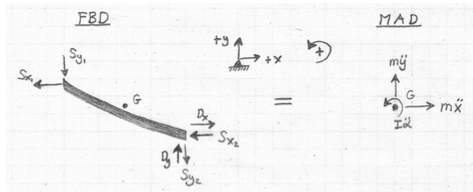 FBD
MAD
+y
+x
+
Sy₁
Sx₁
G
Dx
Sx₂
Dy
Sy₂
=
mÿ
G
mẍ
Iα̈